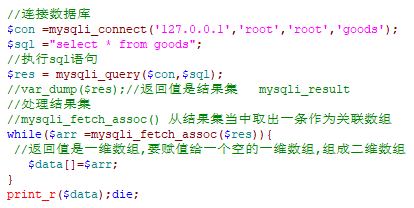 //连接数据库
$con =mysqli_connect('127.0.0.1','root','root','goods');
$sql ="select * from goods";
//执行sql语句
$res = mysqli_query($con,$sql);
//var_dump($res);//返回值是结果集   mysqli_result
//处理结果集
//mysqli_fetch_assoc() 从结果集当中取出一条作为关联数组
while($arr =mysqli_fetch_assoc($res)){
//返回值是一维数组,要赋值给一个空的一维数组,组成二维数组
$data[]=$arr;
}
print_r($data);die;